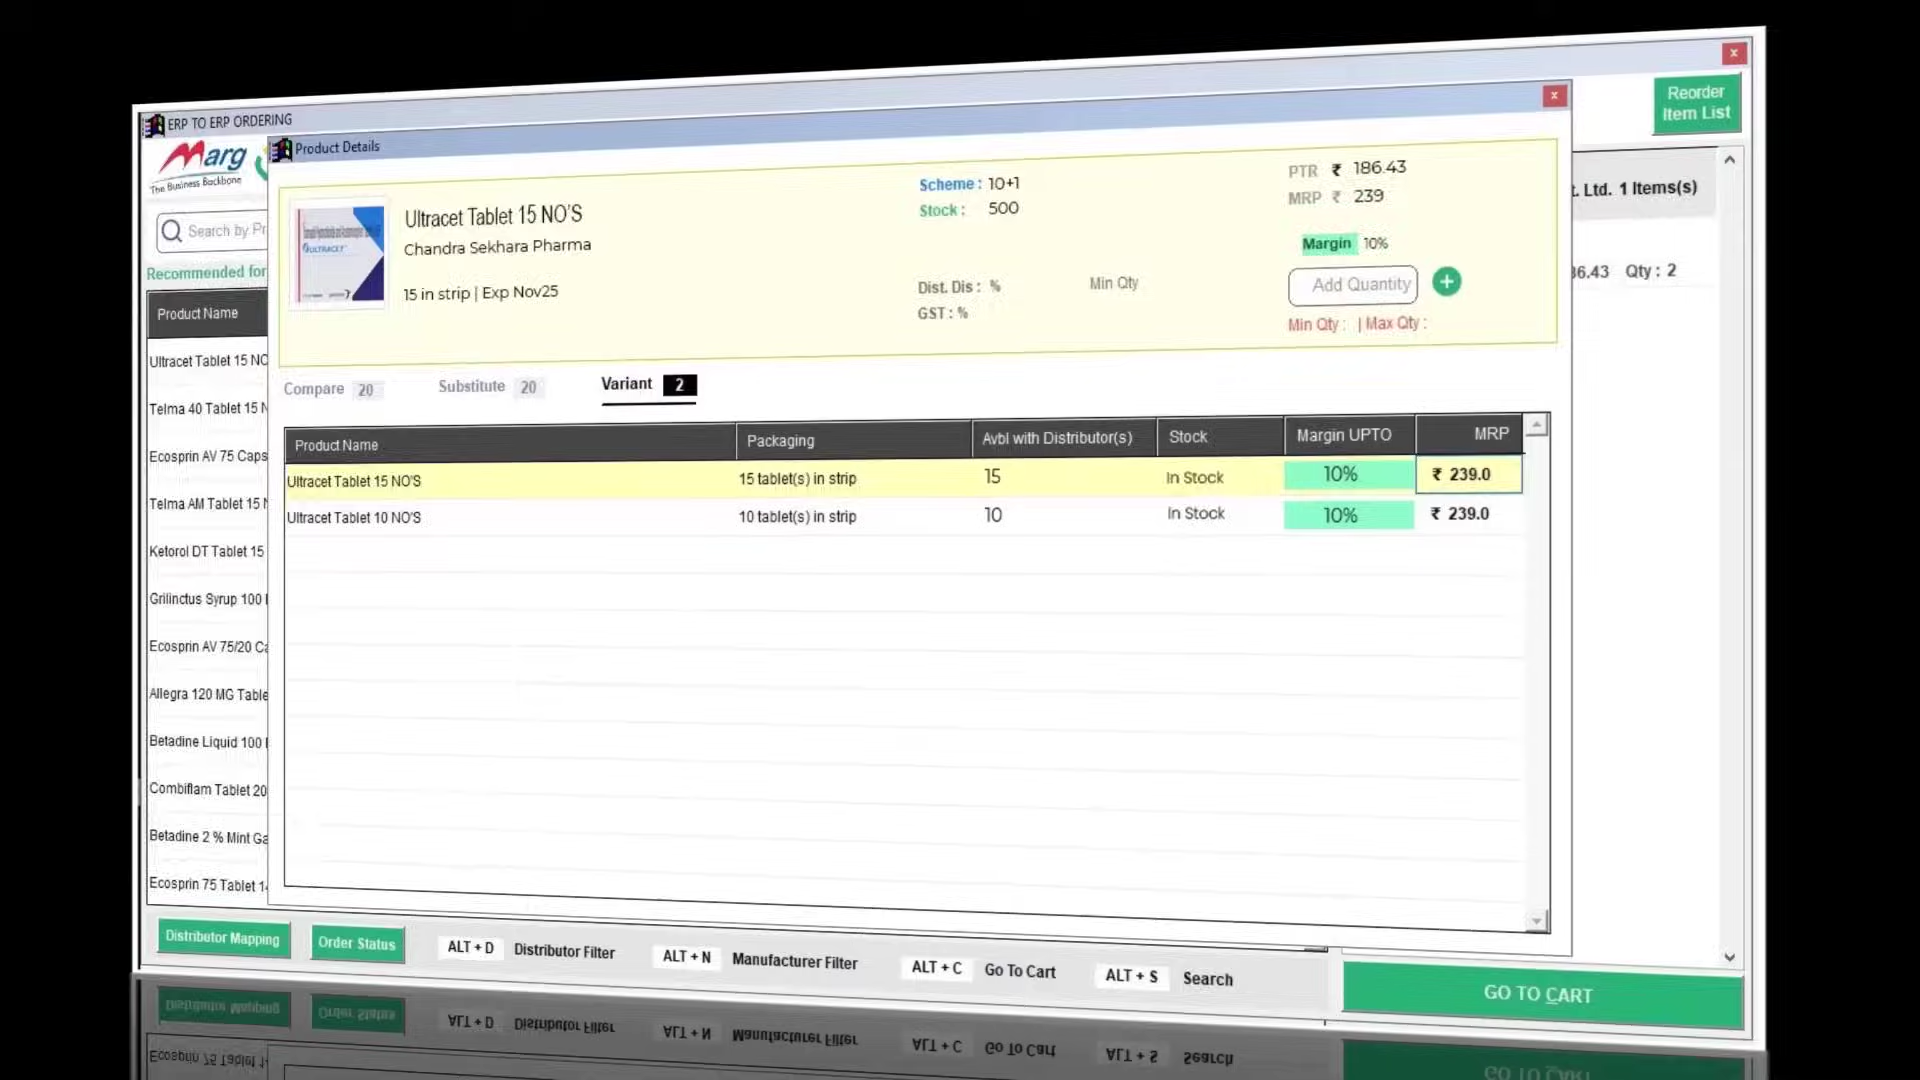 ERP TO ERP ORDERING
Reorder
Item List
Marg
The Business Backbone
Product Details
Search by
Recommended for
Product Name
Ultracet Tablet 15
Telma 40 Tablet 15
Ecosprin AV 75 Caps
Telma AM Tablet 15
Ketorol DT Tablet 15
Grilinctus Syrup 100
Ecosprin AV 75/20
Allegra 120 MG
Betadine Liquid 100
Combiflam Tablet 20
Betadine 2 % Mint
Ecosprin 75 Tablet
Ultracet Tablet 15 NO'S
Chandra Sekhara Pharma
15 in strip | Exp Nov25
Scheme : 10+1
Stock : 500
Dist. Dis : %
GST : %
Min Qty
PTR ₹ 186.43
MRP ₹ 239
Margin 10%
Add Quantity
+
Min Qty : | Max Qty :
Ltd. 1 Items(s)
6.43 Qty : 2
Compare 20 Substitute 20 Variant 2
Product Name Packaging Avbl with Distributor(s) Stock Margin UPTO MRP
Ultracet Tablet 15 NO'S 15 tablet(s) in strip 15 In Stock 10% ₹ 239.0
Ultracet Tablet 10 NO'S 10 tablet(s) in strip 10 In Stock 10% ₹ 239.0
Distributor Mapping Order Status ALT + D Distributor Filter ALT + N Manufacturer Filter ALT + C Go To Cart ALT + S Search
GO TO CART